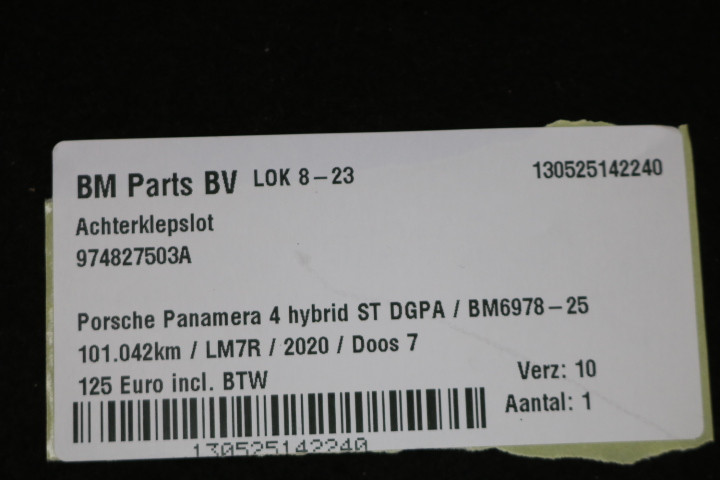 BM Parts BV LOK 8-23 130525142240
Achterklepslot
974827503A
Porsche Panamera 4 hybrid ST DGPA / BM6978-25
101.042km / LM7R / 2020 / Doos 7
125 Euro incl. BTW Verz: 10
Aantal: 1
130525142240